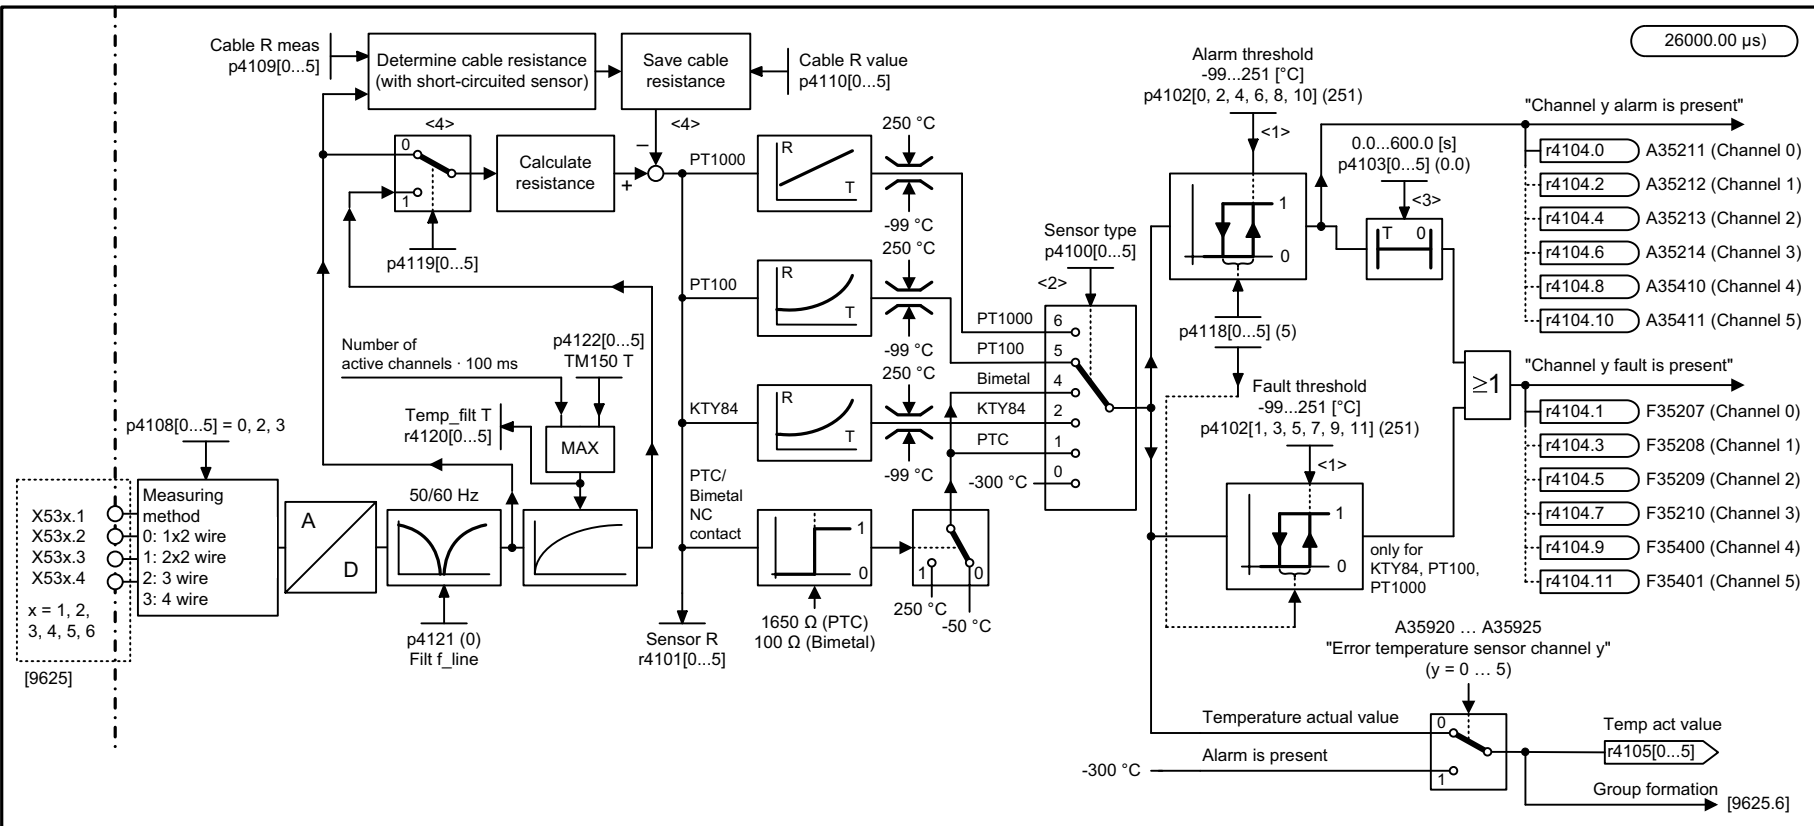 26000.00 µs)
Cable R meas
p4109[0...5]
Determine cable resistance
(with short-circuited sensor)
Save cable
resistance
Cable R value
p4110[0...5]
<4>
<4>
0
1
Calculate
resistance
–
+
p4119[0...5]
PT1000
R
T
250 °C
-99 °C
PT100
R
T
250 °C
-99 °C
KTY84
R
T
250 °C
-99 °C
PTC/
Bimetal
NC
contact
1
0
1650 Ω (PTC)
100 Ω (Bimetal)
1
0
250 °C
-50 °C
Sensor R
r4101[0...5]
Number of
active channels · 100 ms
p4122[0...5]
TM150 T
Temp_filt T
r4120[0...5]
MAX
p4108[0...5] = 0, 2, 3
X53x.1
X53x.2
X53x.3
X53x.4
x = 1, 2,
3, 4, 5, 6
[9625]
Measuring
method
0: 1x2 wire
1: 2x2 wire
2: 3 wire
3: 4 wire
A
D
50/60 Hz
p4121 (0)
Filt f_line
Sensor type
p4100[0...5]
<2>
PT1000
6
PT100
5
Bimetal
4
KTY84
2
PTC
1
-300 °C
0
Alarm threshold
-99...251 [°C]
p4102[0, 2, 4, 6, 8, 10] (251)
<1>
1
0
p4118[0...5] (5)
0.0...600.0 [s]
p4103[0...5] (0.0)
<3>
T
0
Fault threshold
-99...251 [°C]
p4102[1, 3, 5, 7, 9, 11] (251)
<1>
1
0
only for
KTY84, PT100,
PT1000
≥1
"Channel y alarm is present"
r4104.0 A35211 (Channel 0)
r4104.2 A35212 (Channel 1)
r4104.4 A35213 (Channel 2)
r4104.6 A35214 (Channel 3)
r4104.8 A35410 (Channel 4)
r4104.10 A35411 (Channel 5)
"Channel y fault is present"
r4104.1 F35207 (Channel 0)
r4104.3 F35208 (Channel 1)
r4104.5 F35209 (Channel 2)
r4104.7 F35210 (Channel 3)
r4104.9 F35400 (Channel 4)
r4104.11 F35401 (Channel 5)
A35920 ... A35925
"Error temperature sensor channel y"
(y = 0 ... 5)
Temperature actual value
0
Alarm is present
-300 °C
1
Temp act value
r4105[0...5]
Group formation
[9625.6]